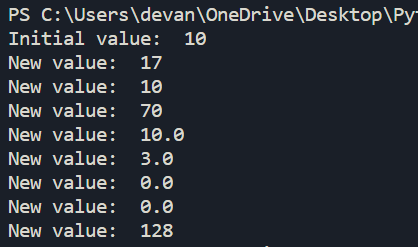 PS C:\Users\devan\OneDrive\Desktop\Py
Initial value:  10
New value:  17
New value:  10
New value:  70
New value:  10.0
New value:  3.0
New value:  0.0
New value:  0.0
New value:  128